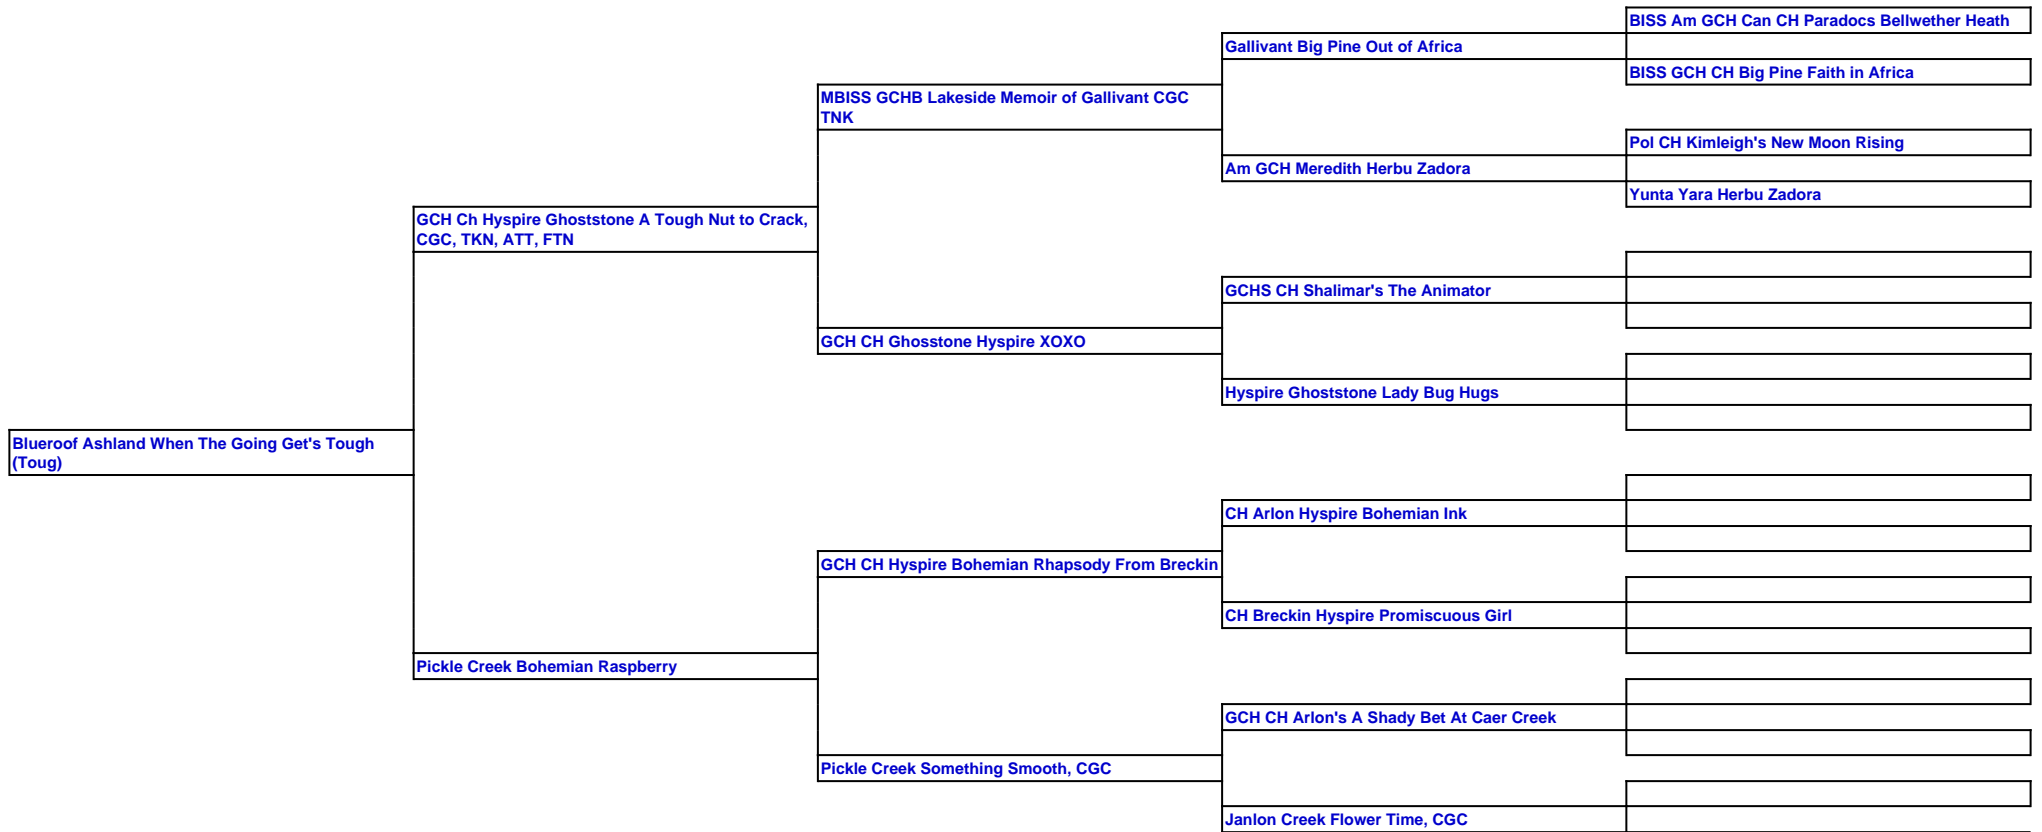 BISS Am GCH Can CH Paradocs Bellwether Heath
Gallivant Big Pine Out of Africa
BISS GCH CH Big Pine Faith in Africa
MBISS GCHB Lakeside Memoir of Gallivant CGC
TNK
Pol CH Kimleigh's New Moon Rising
Am GCH Meredith Herbu Zadora
Yunta Yara Herbu Zadora
GCH Ch Hyspire Ghoststone A Tough Nut to Crack,
CGC, TKN, ATT, FTN
GCHS CH Shalimar's The Animator
GCH CH Ghosstone Hyspire XOXO
Hyspire Ghoststone Lady Bug Hugs
Blueroof Ashland When The Going Get's Tough
(Toug)
CH Arlon Hyspire Bohemian Ink
GCH CH Hyspire Bohemian Rhapsody From Breckin
CH Breckin Hyspire Promiscuous Girl
Pickle Creek Bohemian Raspberry
GCH CH Arlon's A Shady Bet At Caer Creek
Pickle Creek Something Smooth, CGC
Janlon Creek Flower Time, CGC